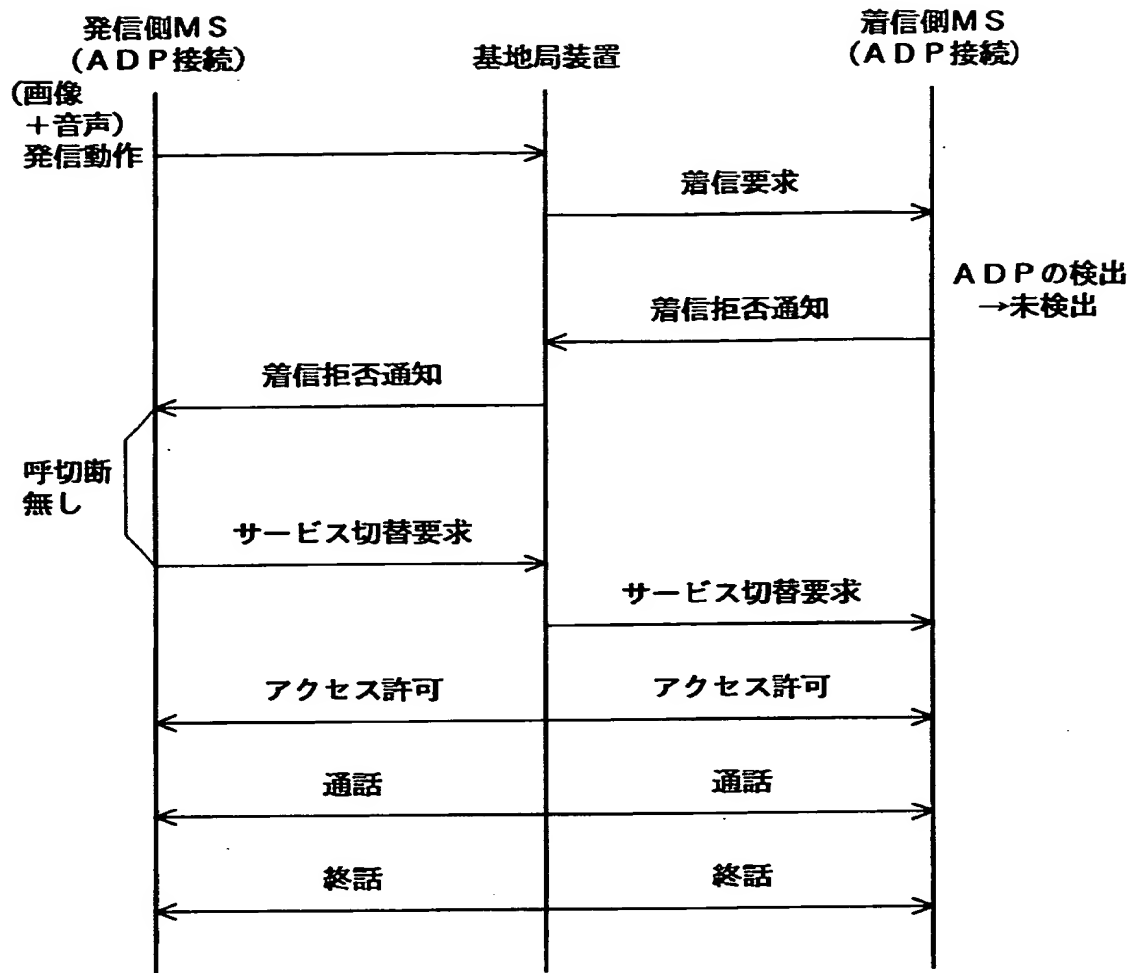 発信側ＭＳ
（ＡＤＰ接続）
基地局装置
着信側ＭＳ
（ＡＤＰ接続）
（画像
＋音声）
発信動作
着信要求
ＡＤＰの検出
→未検出
着信拒否通知
着信拒否通知
呼切断
無し
サービス切替要求
サービス切替要求
アクセス許可
アクセス許可
通話
通話
終話
終話